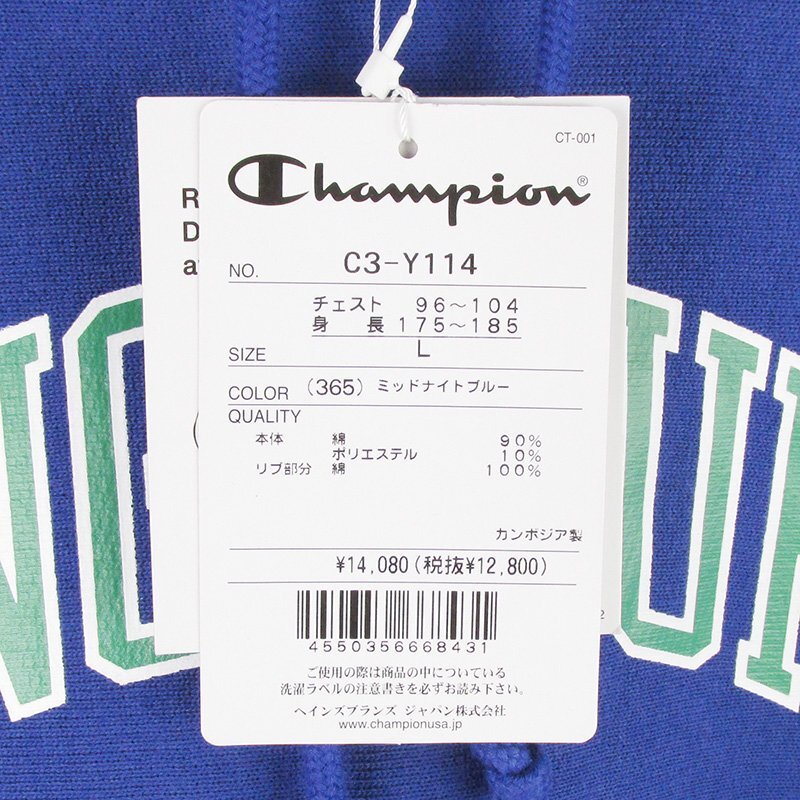 CT-001
Champion®
NO. C3-Y114
チェスト 96～104
身 長 175～185
SIZE L
COLOR (365) ミッドナイトブルー
QUALITY
本体 綿 90%
ポリエステル 10%
リブ部分 綿 100%
カンボジア製
¥14,080(税抜¥12,800)
4550356668431
ご使用の際は商品の中についている
洗濯ラベルの注意書きを必ずお読み下さい。
ヘインズブランズ ジャパン株式会社
www.championusa.jp